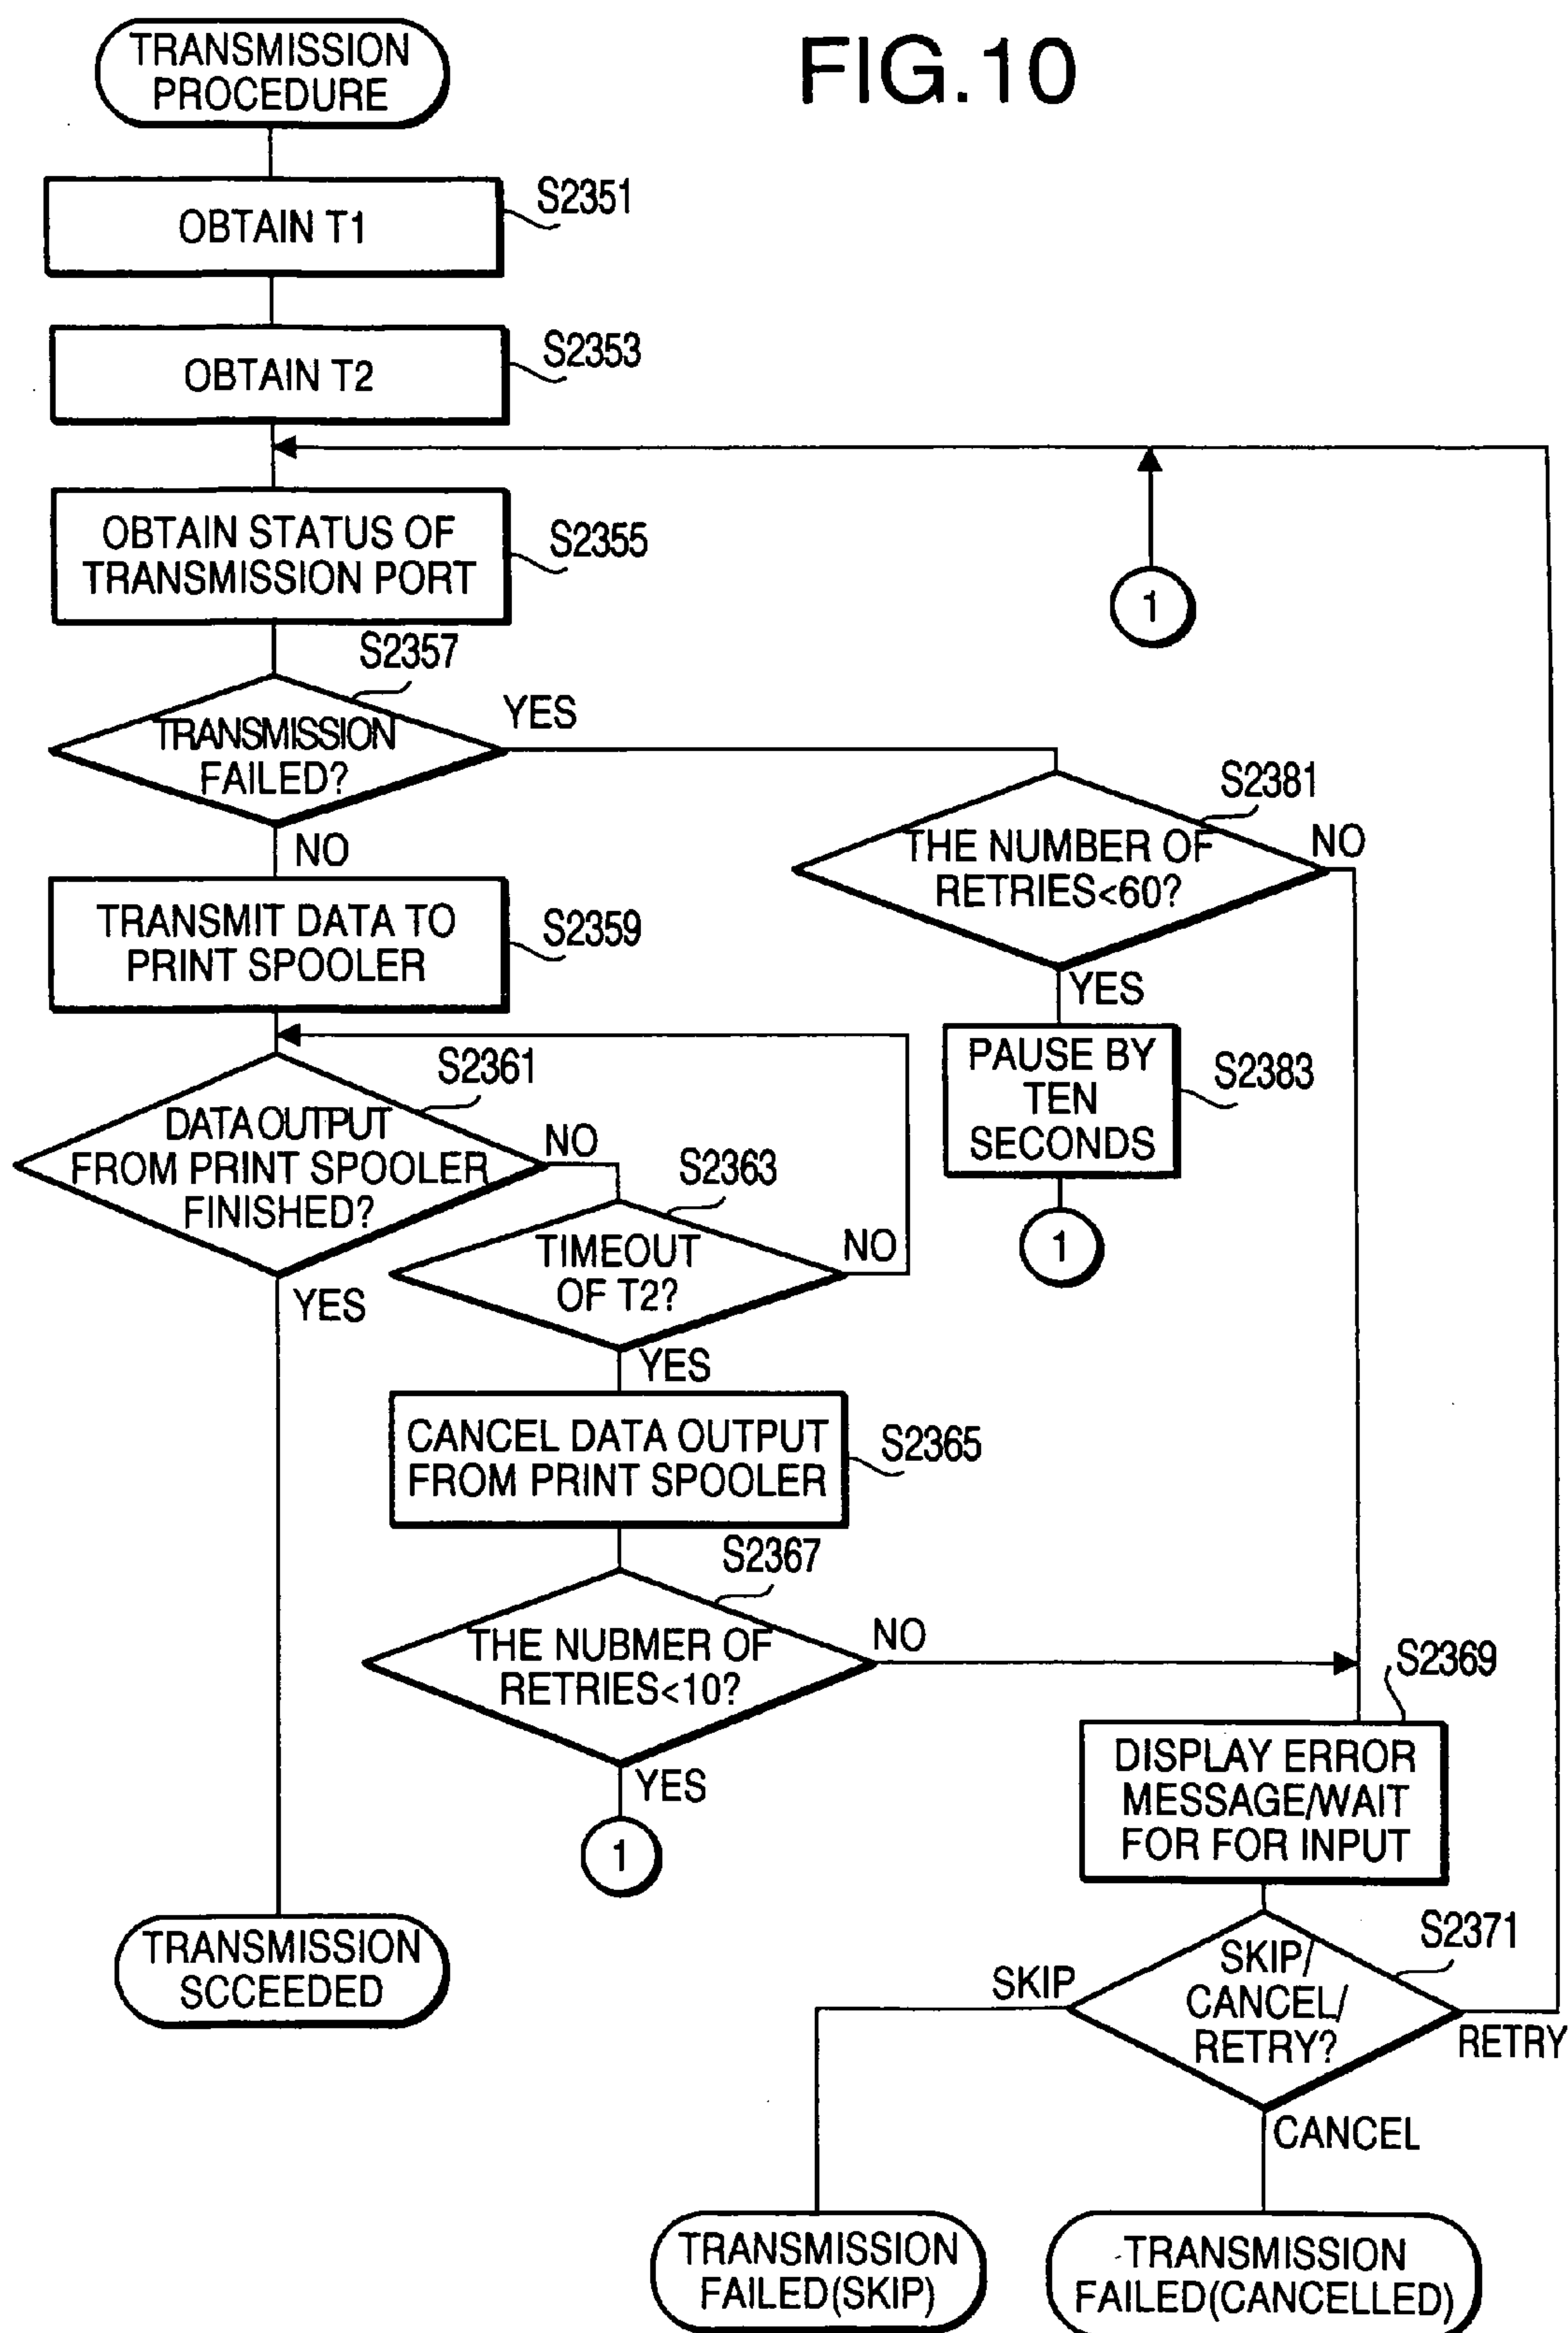 FIG.10
TRANSMISSION
PROCEDURE
S2351
OBTAIN T1
S2353
OBTAIN T2
OBTAIN STATUS OF
TRANSMISSION PORT
S2355
1
S2357
TRANSMISSION
FAILED?
YES
NO
S2381
THE NUMBER OF
RETRIES<60?
NO
YES
TRANSMIT DATA TO
PRINT SPOOLER
S2359
PAUSE BY
TEN
SECONDS
S2383
1
S2361
DATA OUTPUT
FROM PRINT SPOOLER
FINISHED?
NO
YES
S2363
TIMEOUT
OF T2?
NO
YES
CANCEL DATA OUTPUT
FROM PRINT SPOOLER
S2365
S2367
THE NUBMER OF
RETRIES<10?
NO
YES
1
S2369
DISPLAY ERROR
MESSAGE/WAIT
FOR FOR INPUT
TRANSMISSION
SCCEEDED
S2371
SKIP/
CANCEL/
RETRY?
SKIP
RETRY
CANCEL
TRANSMISSION
FAILED(SKIP)
TRANSMISSION
FAILED(CANCELLED)